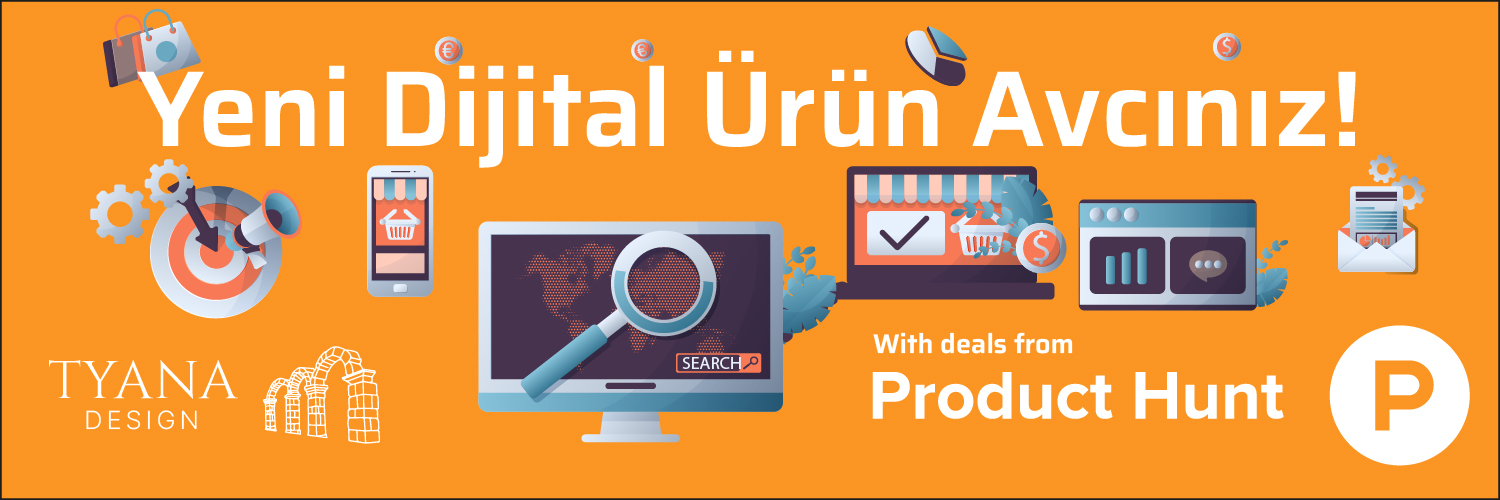 Yeni Dijital Ürün Avcınız!
SEARCH
With deals from
Product Hunt
P
TYANA
DESIGN